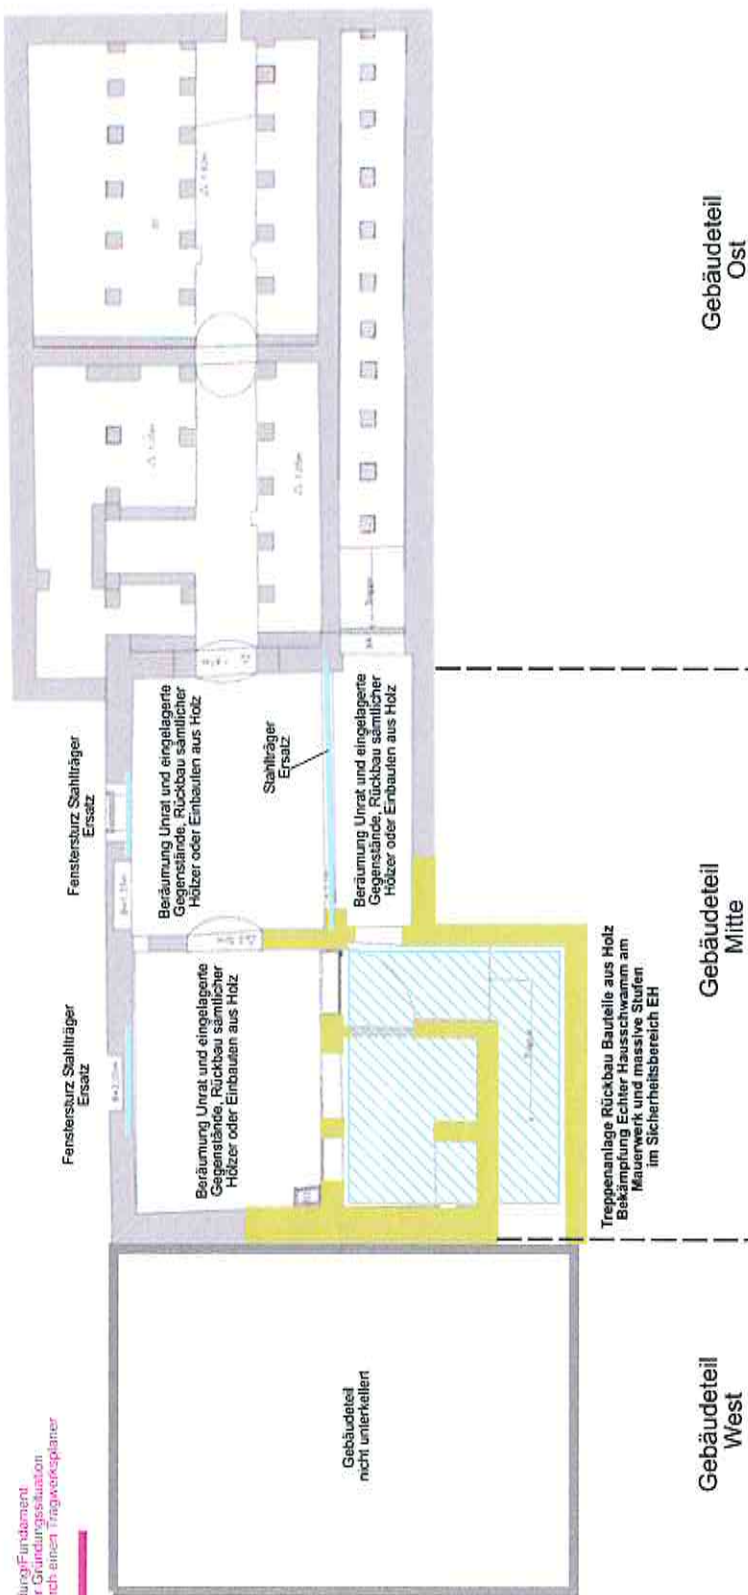 Fenstersturz Stahlträger
Ersatz
Fenstersturz Stahlträger
Ersatz
Beräumung Unrat und eingelagerte
Gegenstände, Rückbau sämtlicher
Hölzer oder Einbauten aus Holz
Beräumung Unrat und eingelagerte
Gegenstände, Rückbau sämtlicher
Hölzer oder Einbauten aus Holz
Stahlträger
Ersatz
Beräumung Unrat und eingelagerte
Gegenstände, Rückbau sämtlicher
Hölzer oder Einbauten aus Holz
Gebäudeteil
nicht unterkellert
Treppenanlage Rückbau Bauteile aus Holz
Bekämpfung Echter Hausschwamm am
Mauerwerk und massive Stufen
im Sicherheitsbereich EH
Gebäudeteil
West
Gebäudeteil
Mitte
Gebäudeteil
Ost
Gründungssituation
einen Tragwerksplaner